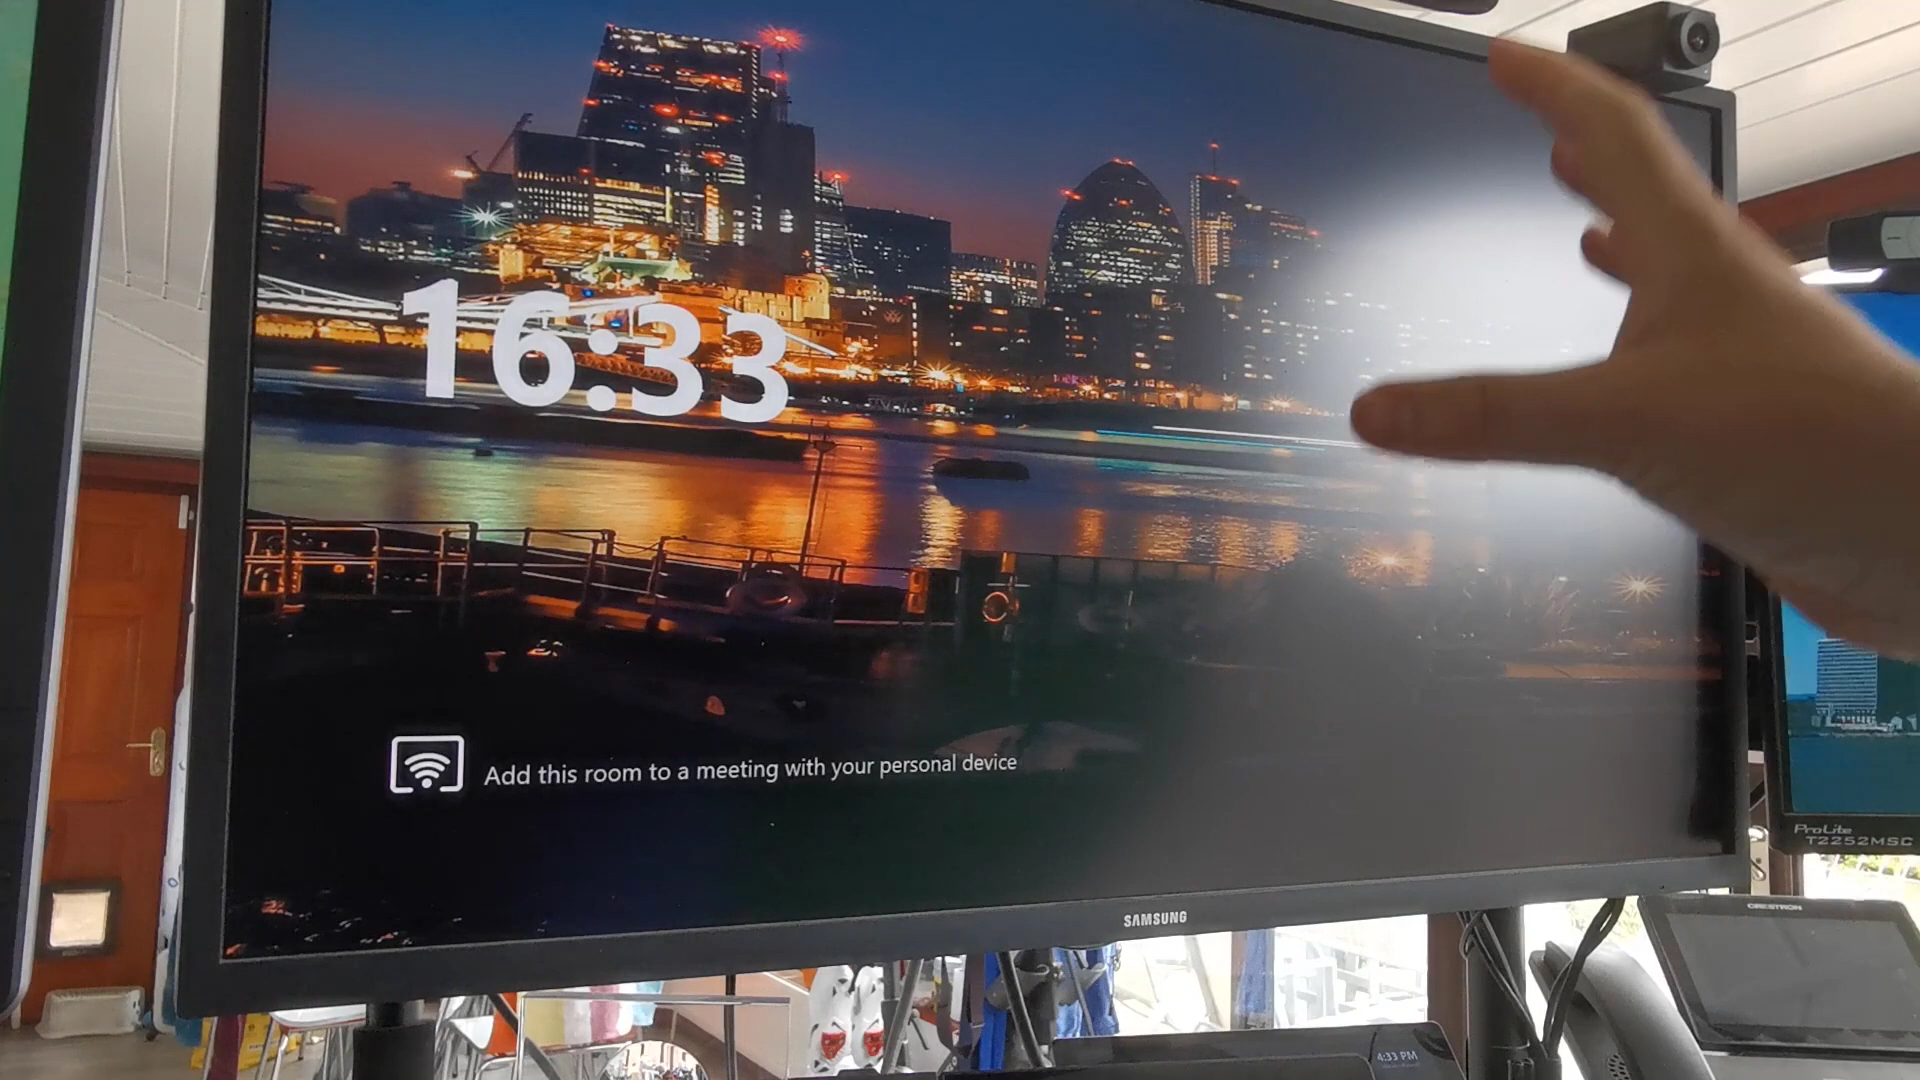 16:33
Add this room to a meeting with your personal device
SAMSUNG
ProLite
T2252MSC
CRESTRON
4:33 PM